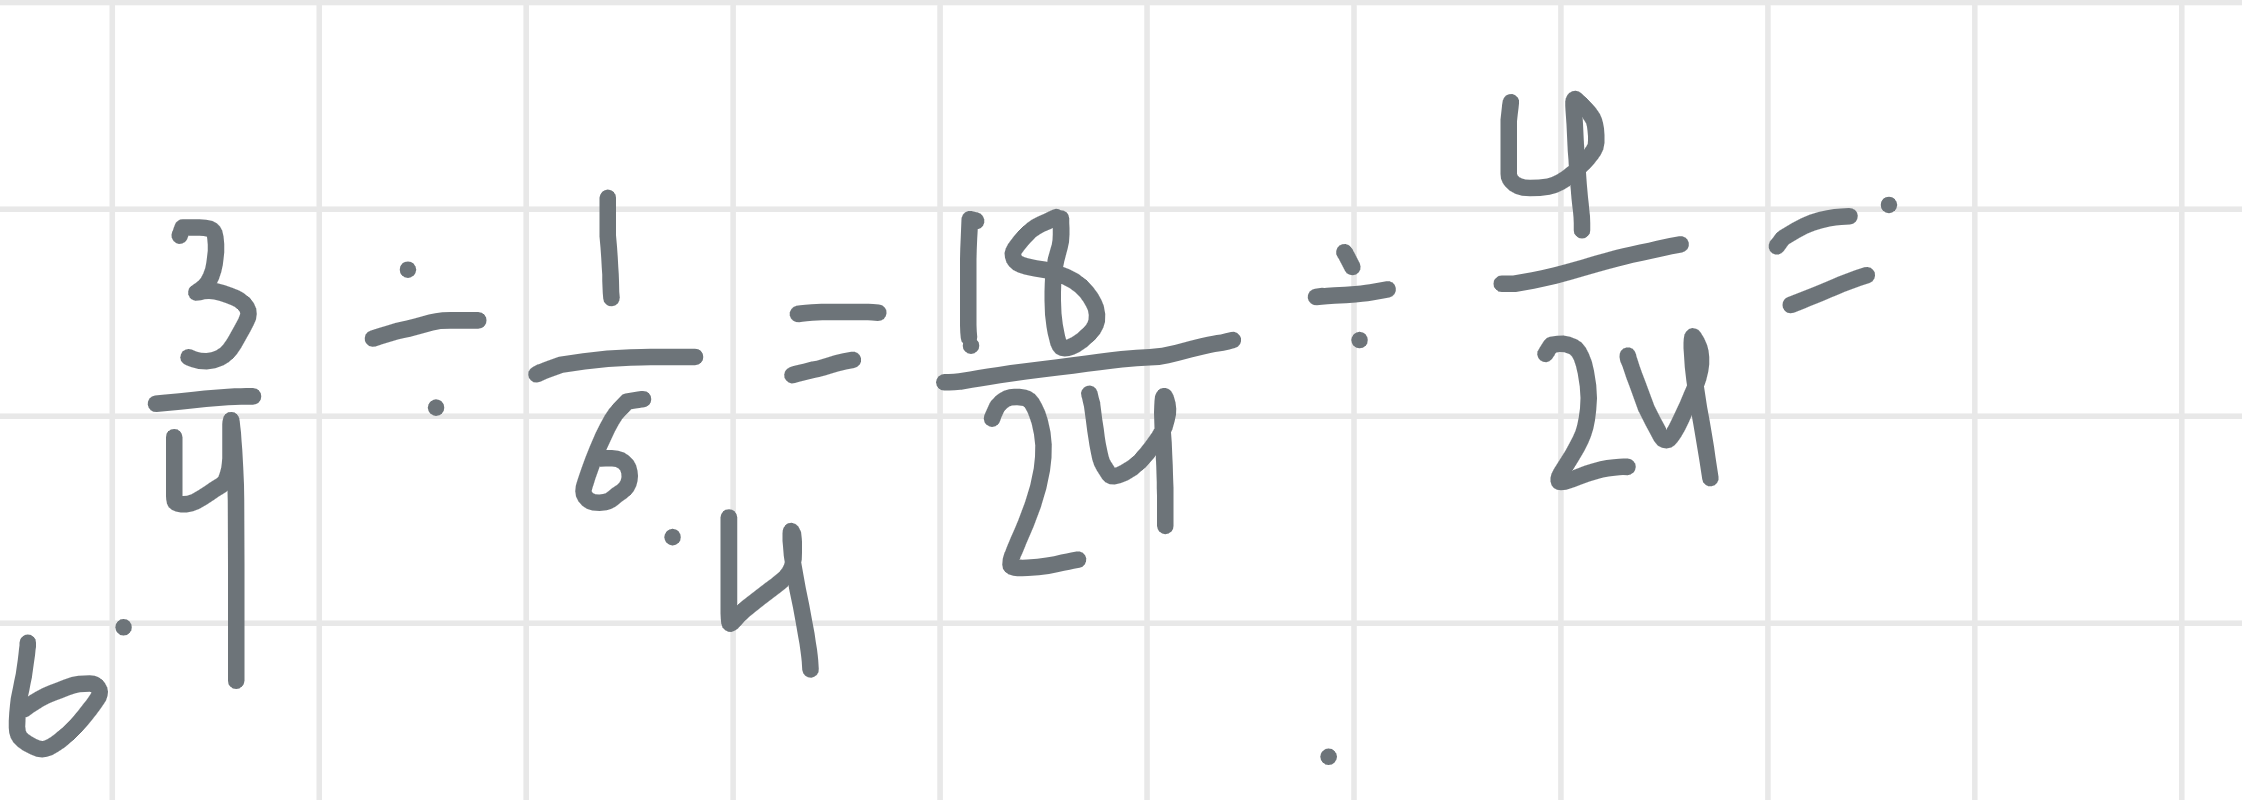 3/4 ÷ 1/6 = 18/24 ÷ 4/24 =
6· ·4